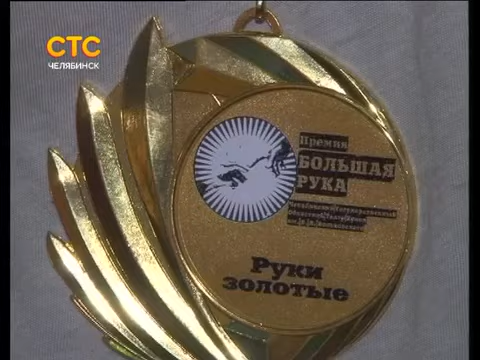 СТС
ЧЕЛЯБИНСК
Премия
БОЛЬШАЯ
РУКА
Руки
золотые